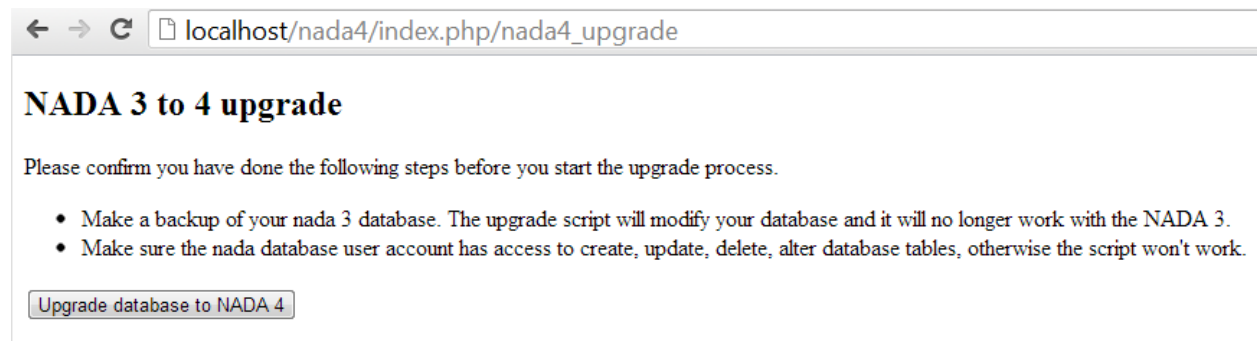 localhost/nada4/index.php/nada4_upgrade
NADA 3 to 4 upgrade
Please confirm you have done the following steps before you start the upgrade process.
• Make a backup of your nada 3 database. The upgrade script will modify your database and it will no longer work with the NADA 3.
• Make sure the nada database user account has access to create, update, delete, alter database tables, otherwise the script won't work.
Upgrade database to NADA 4